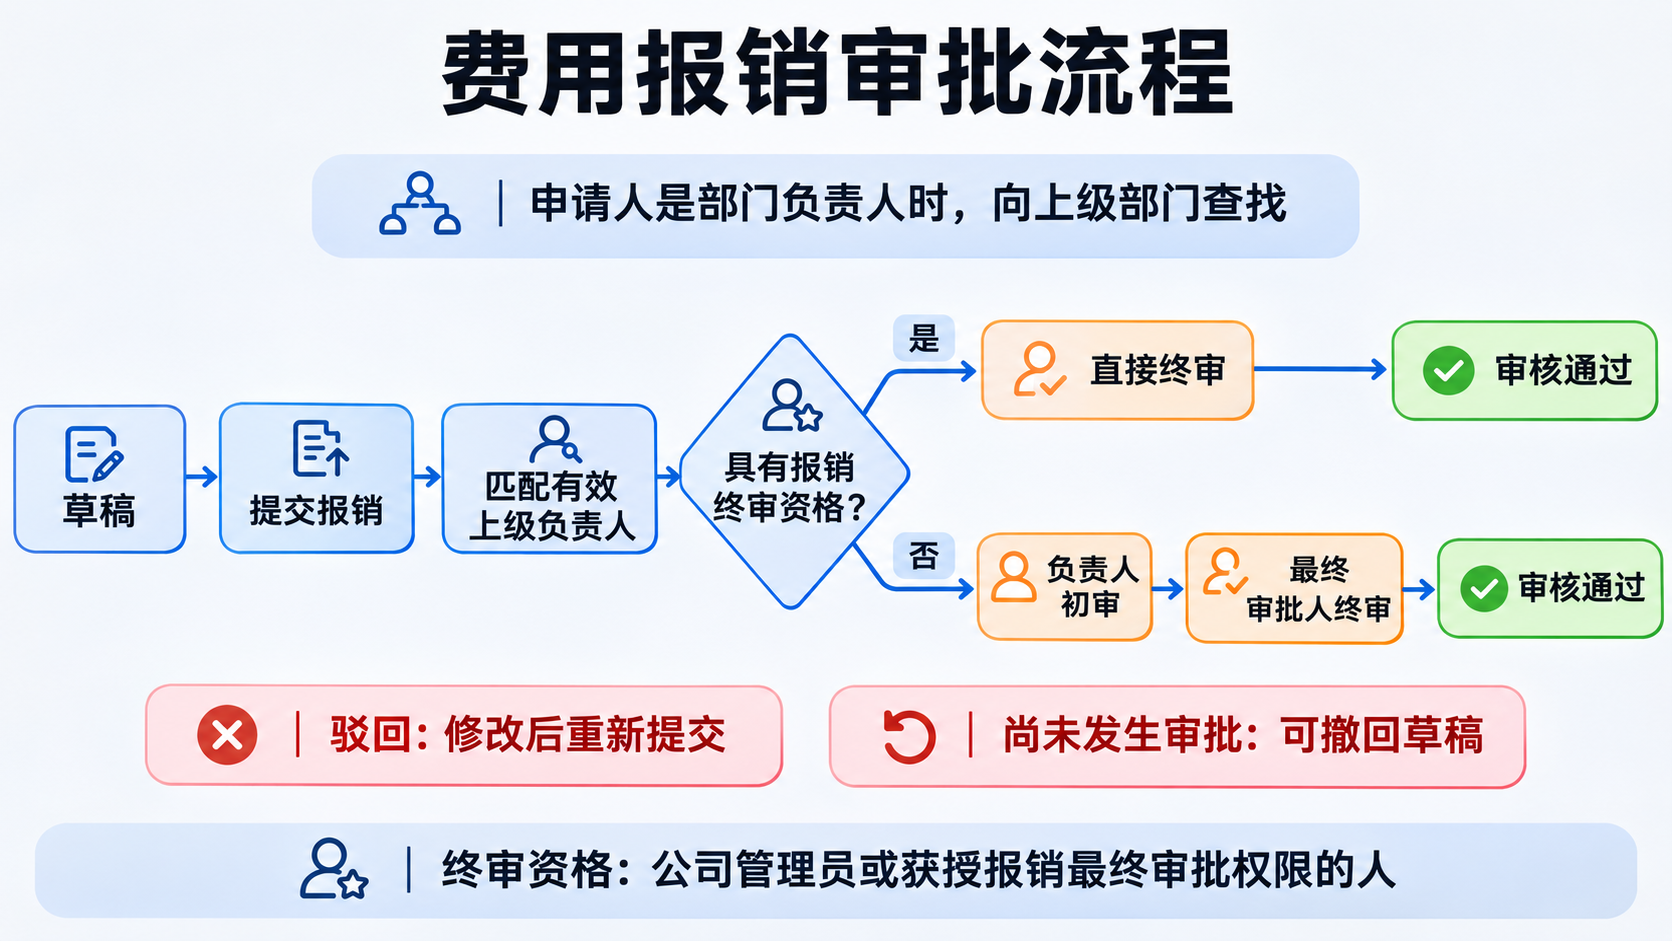 费用报销审批流程
申请人是部门负责人时，向上级部门查找
草稿
提交报销
匹配有效
上级负责人
具有报销
终审资格？
是
直接终审
审核通过
否
负责人
初审
最终
审批人终审
审核通过
驳回：修改后重新提交
尚未发生审批：可撤回草稿
终审资格：公司管理员或获授报销最终审批权限的人